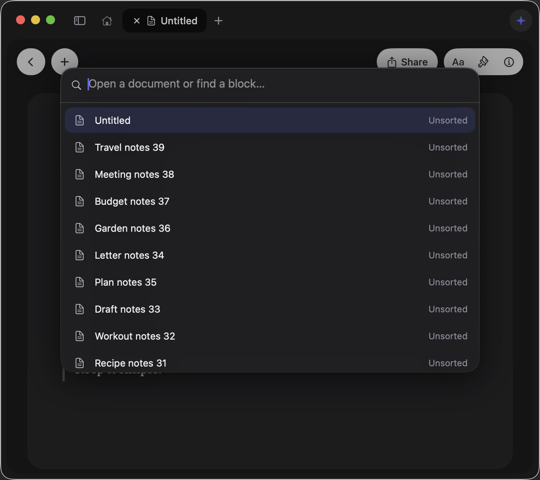 Untitled
Share
Aa
Open a document or find a block...
Untitled Unsorted
Travel notes 39 Unsorted
Meeting notes 38 Unsorted
Budget notes 37 Unsorted
Garden notes 36 Unsorted
Letter notes 34 Unsorted
Plan notes 35 Unsorted
Draft notes 33 Unsorted
Workout notes 32 Unsorted
Recipe notes 31 Unsorted